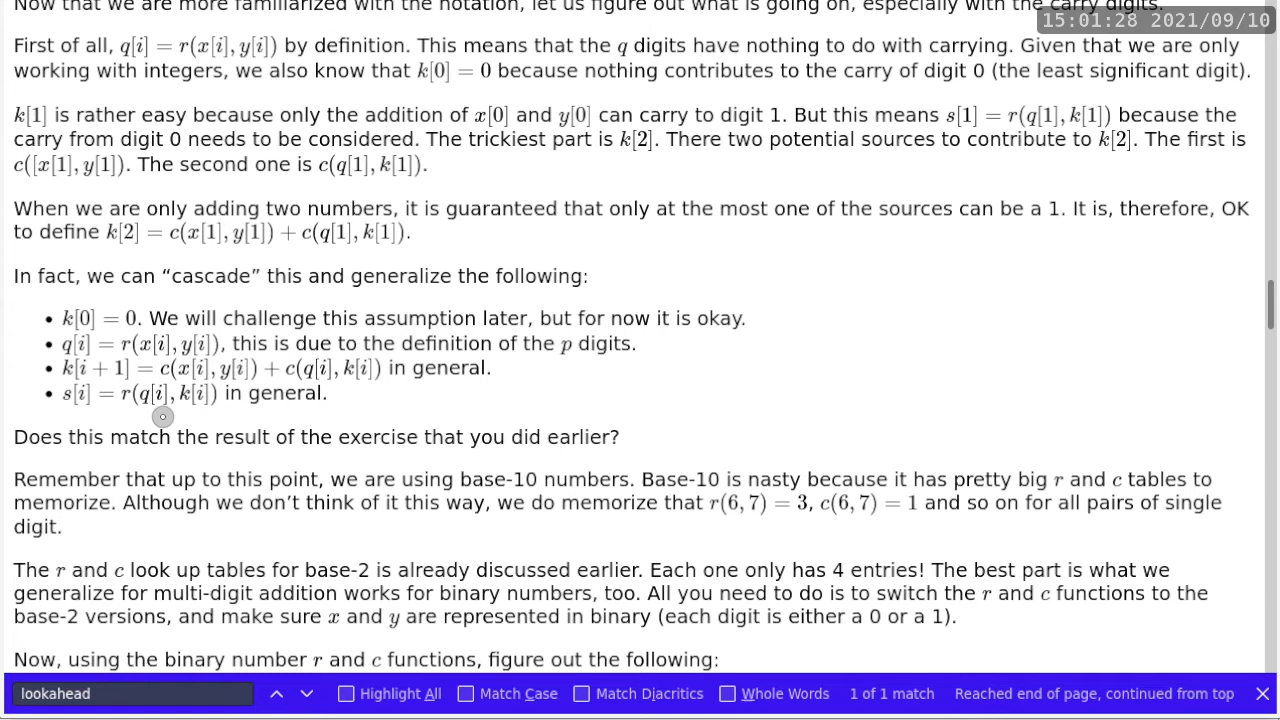 Now that we are more familiarized with the notation, let us figure out what is going on, especially with the carry digits.
15:01:28 2021/09/10
First of all, q[i] = r(x[i], y[i]) by definition. This means that the q digits have nothing to do with carrying. Given that we are only
working with integers, we also know that k[0] = 0 because nothing contributes to the carry of digit 0 (the least significant digit).
k[1] is rather easy because only the addition of x[0] and y[0] can carry to digit 1. But this means s[1] = r(q[1], k[1]) because the
carry from digit 0 needs to be considered. The trickiest part is k[2]. There two potential sources to contribute to k[2]. The first is
c([x[1], y[1]). The second one is c(q[1], k[1]).
When we are only adding two numbers, it is guaranteed that only at the most one of the sources can be a 1. It is, therefore, OK
to define k[2] = c(x[1], y[1]) + c(q[1], k[1]).
In fact, we can “cascade” this and generalize the following:
• k[0] = 0. We will challenge this assumption later, but for now it is okay.
• q[i] = r(x[i], y[i]), this is due to the definition of the p digits.
• k[i + 1] = c(x[i], y[i]) + c(q[i], k[i]) in general.
• s[i] = r(q[i], k[i]) in general.
Does this match the result of the exercise that you did earlier?
Remember that up to this point, we are using base-10 numbers. Base-10 is nasty because it has pretty big r and c tables to
memorize. Although we don’t think of it this way, we do memorize that r(6, 7) = 3, c(6, 7) = 1 and so on for all pairs of single
digit.
The r and c look up tables for base-2 is already discussed earlier. Each one only has 4 entries! The best part is what we
generalize for multi-digit addition works for binary numbers, too. All you need to do is to switch the r and c functions to the
base-2 versions, and make sure x and y are represented in binary (each digit is either a 0 or a 1).
Now, using the binary number r and c functions, figure out the following:
lookahead Highlight All Match Case Match Diacritics Whole Words 1 of 1 match Reached end of page, continued from top